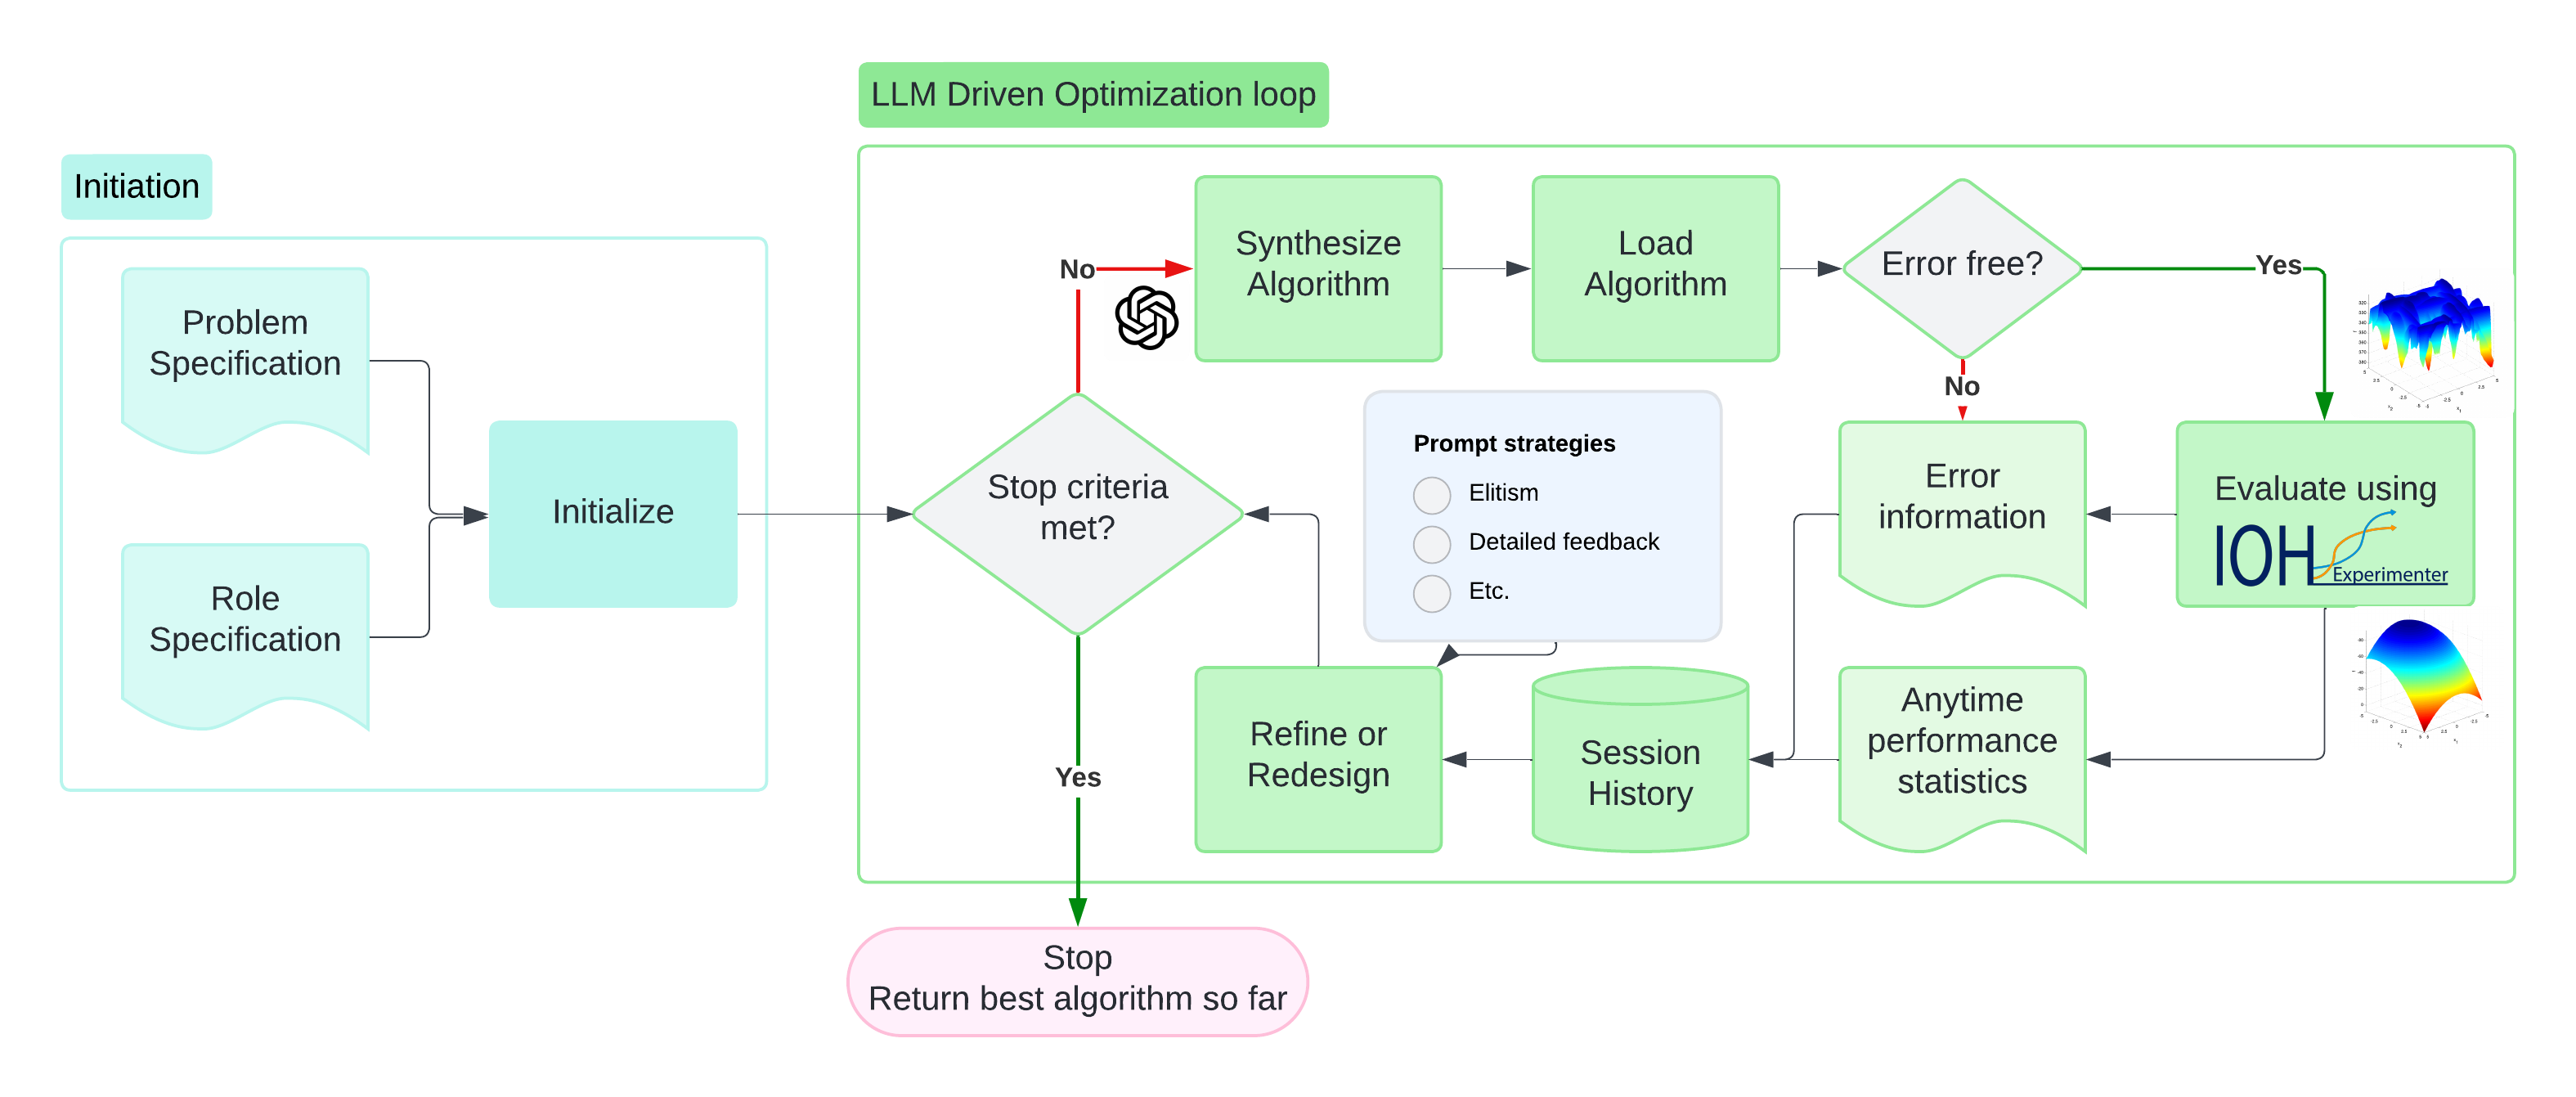 LLM Driven Optimization loop
Initiation
Problem
Specification
Role
Specification
Initialize
Stop criteria
met?
No
Yes
Synthesize
Algorithm
Load
Algorithm
Error free?
Yes
No
Prompt strategies
Elitism
Detailed feedback
Etc.
Error
information
Evaluate using
IOH
Experimenter
Refine or
Redesign
Session
History
Anytime
performance
statistics
Stop
Return best algorithm so far